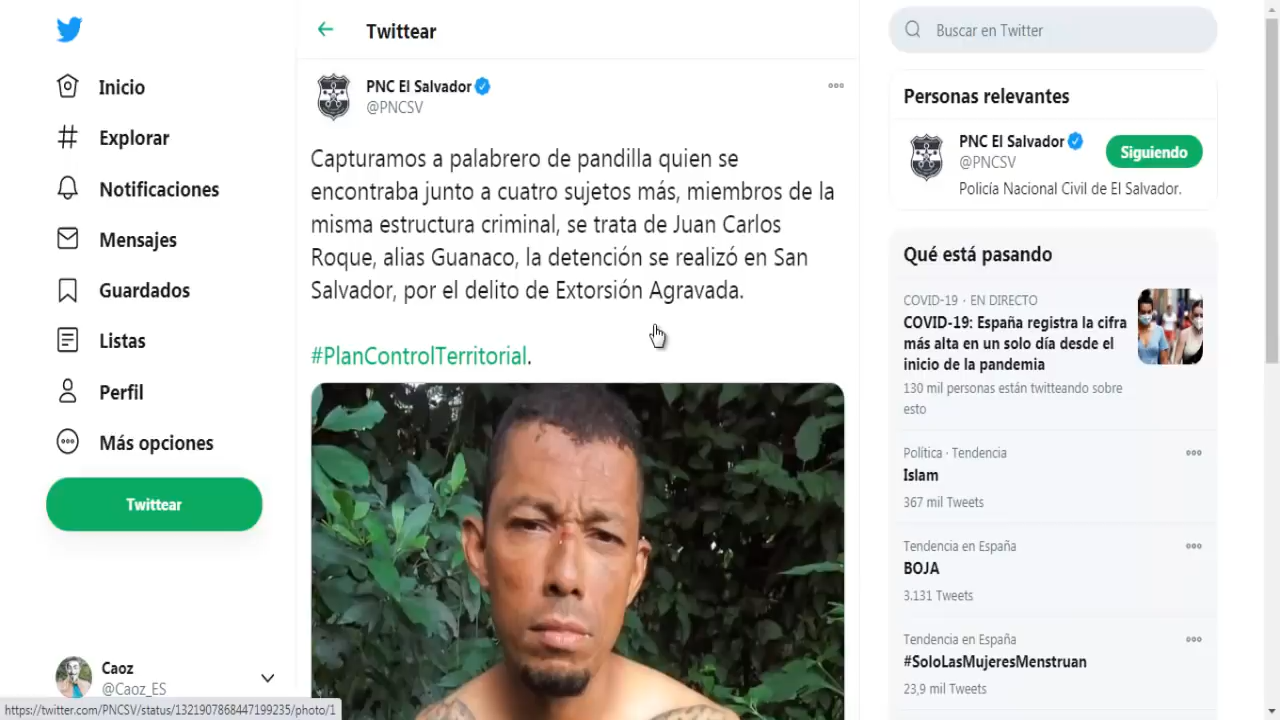 Twittear
Buscar en Twitter
Inicio
Explorar
Notificaciones
Mensajes
Guardados
Listas
Perfil
Más opciones
Twittear
Caoz
@Caoz_ES
https://twitter.com/PNCSV/status/1321907868447199235/photo/1
PNC El Salvador
@PNCSV
Capturamos a palabrero de pandilla quien se
encontraba junto a cuatro sujetos más, miembros de la
misma estructura criminal, se trata de Juan Carlos
Roque, alias Guanaco, la detención se realizó en San
Salvador, por el delito de Extorsión Agravada.
#PlanControlTerritorial.
Personas relevantes
PNC El Salvador
@PNCSV
Siguiendo
Policía Nacional Civil de El Salvador.
Qué está pasando
COVID-19 · EN DIRECTO
COVID-19: España registra la cifra
más alta en un solo día desde el
inicio de la pandemia
130 mil personas están twitteando sobre
esto
Política · Tendencia
Islam
367 mil Tweets
Tendencia en España
BOJA
3.131 Tweets
Tendencia en España
#SoloLasMujeresMenstruan
23,9 mil Tweets